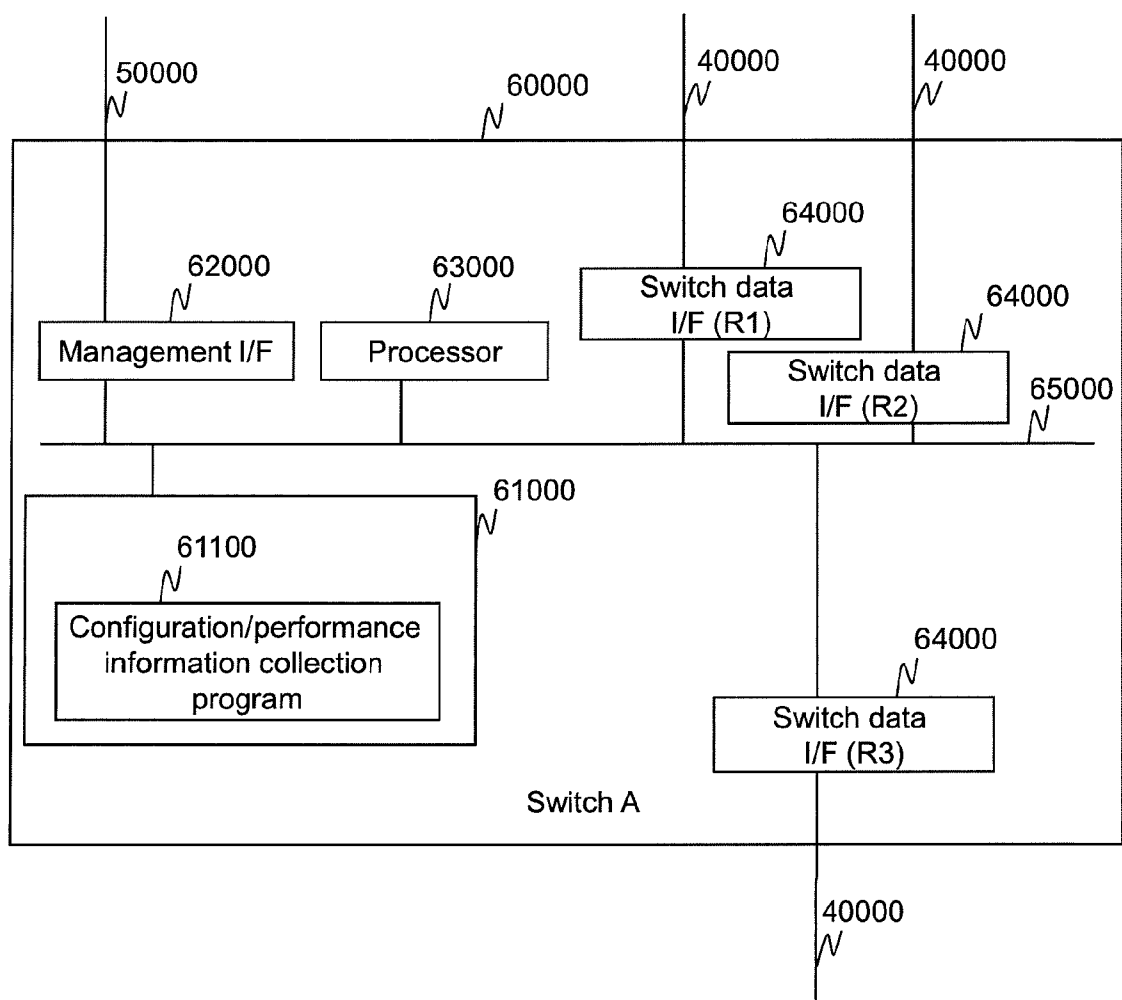 50000
60000
40000
40000
64000
62000
63000
Switch data
I/F (R1)
64000
Management I/F
Processor
Switch data
I/F (R2)
65000
61000
61100
Configuration/performance
information collection
program
64000
Switch data
I/F (R3)
Switch A
40000